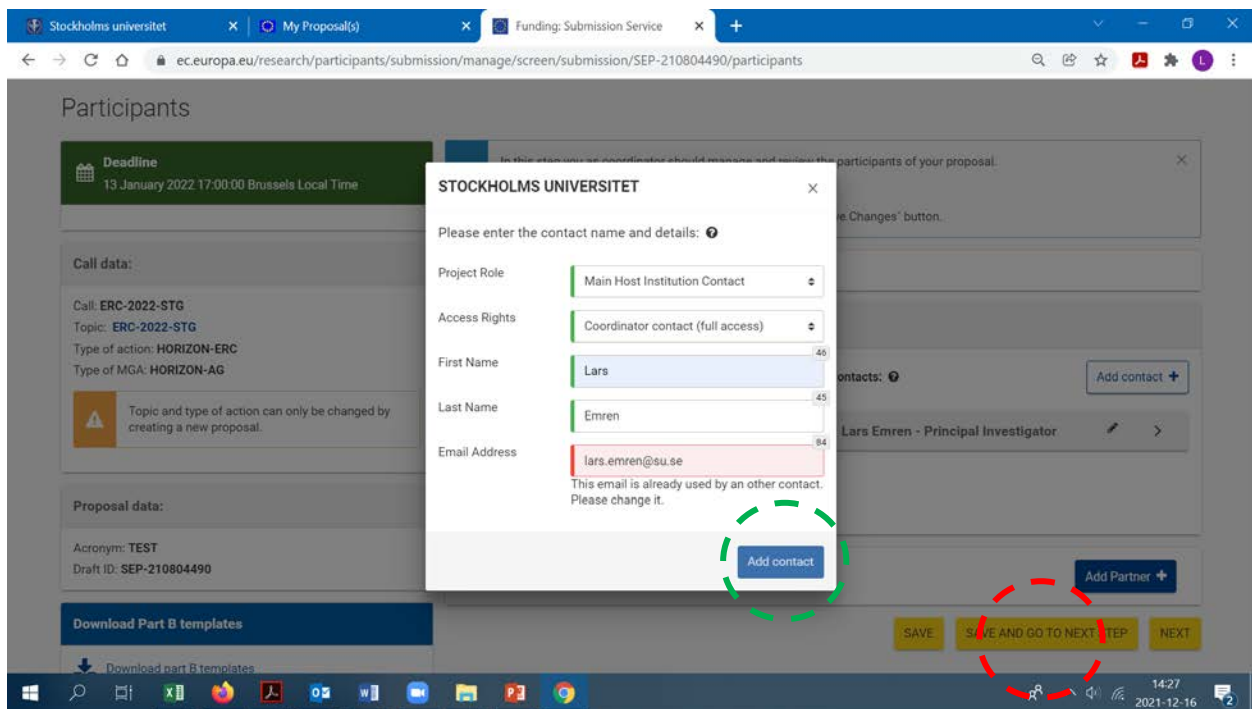 Stockholms universitet
My Proposal(s)
Funding: Submission Service
ec.europa.eu/research/participants/submission/manage/screen/submission/SEP-210804490/participants
L
Participants
Deadline
13 January 2022 17:00:00 Brussels Local Time
In this step you as coordinator should manage and review the participants of your proposal.
Changes' button.
Call data:
Call: ERC-2022-STG
Topic: ERC-2022-STG
Type of action: HORIZON-ERC
Type of MGA: HORIZON-AG
Topic and type of action can only be changed by
creating a new proposal.
Proposal data:
Acronym: TEST
Draft ID: SEP-210804490
Download Part B templates
Download part B templates
STOCKHOLMS UNIVERSITET
Please enter the contact name and details:
Project Role
Main Host Institution Contact
Access Rights
Coordinator contact (full access)
46
First Name
Lars
45
Last Name
Emren
84
Email Address
lars.emren@su.se
This email is already used by an other contact.
Please change it.
Add contact
ontacts:
Add contact +
Lars Emren - Principal Investigator
Add Partner +
SAVE
SAVE AND GO TO NEXT STEP
NEXT
14:27
2021-12-16
2